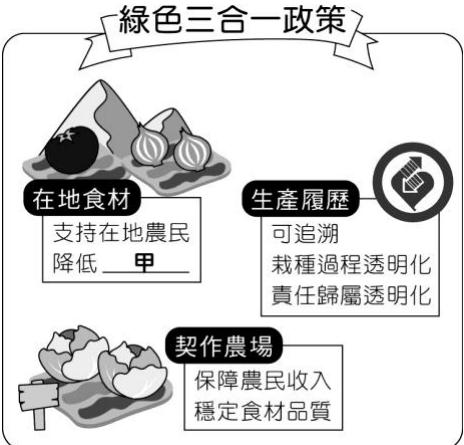 綠色三合一政策
在地食材
支持在地農民
降低 甲
生產履歷
可追溯
栽種過程透明化
責任歸屬透明化
契作農場
保障農民收入
穩定食材品質